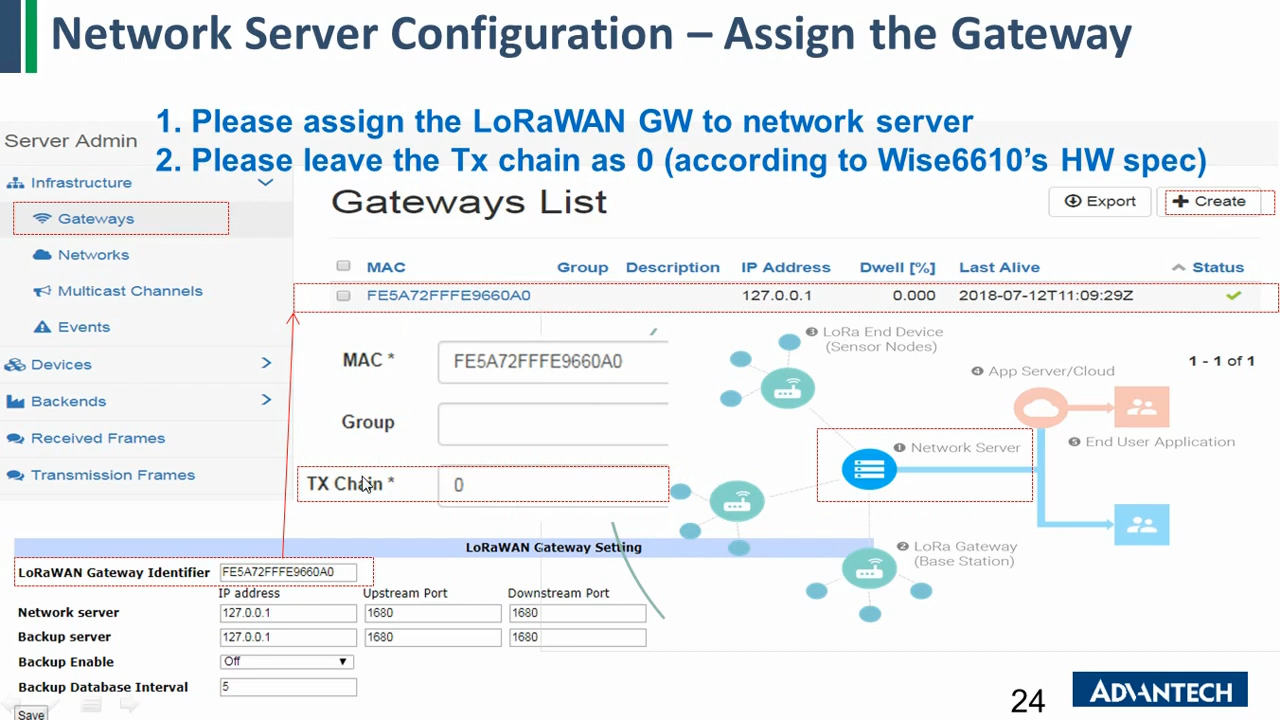 Network Server Configuration – Assign the Gateway
1. Please assign the LoRaWAN GW to network server
2. Please leave the Tx chain as 0 (according to Wise6610's HW spec)
Server Admin
Infrastructure
Gateways
Networks
Multicast Channels
Events
Devices
Backends
Received Frames
Transmission Frames
Gateways List
Export
Create
MAC Group Description IP Address Dwell [%] Last Alive Status
FE5A72FFFE9660A0 127.0.0.1 0.000 2018-07-12T11:09:29Z
1 - 1 of 1
MAC * FE5A72FFFE9660A0
Group
TX Chain * 0
❸ LoRa End Device
(Sensor Nodes)
❹ App Server/Cloud
❶ Network Server
❺ End User Application
❷ LoRa Gateway
(Base Station)
LoRaWAN Gateway Setting
LoRaWAN Gateway Identifier FE5A72FFFE9660A0
IP address Upstream Port Downstream Port
Network server 127.0.0.1 1680 1680
Backup server 127.0.0.1 1680 1680
Backup Enable Off
Backup Database Interval 5
Save
24
ADVANTECH